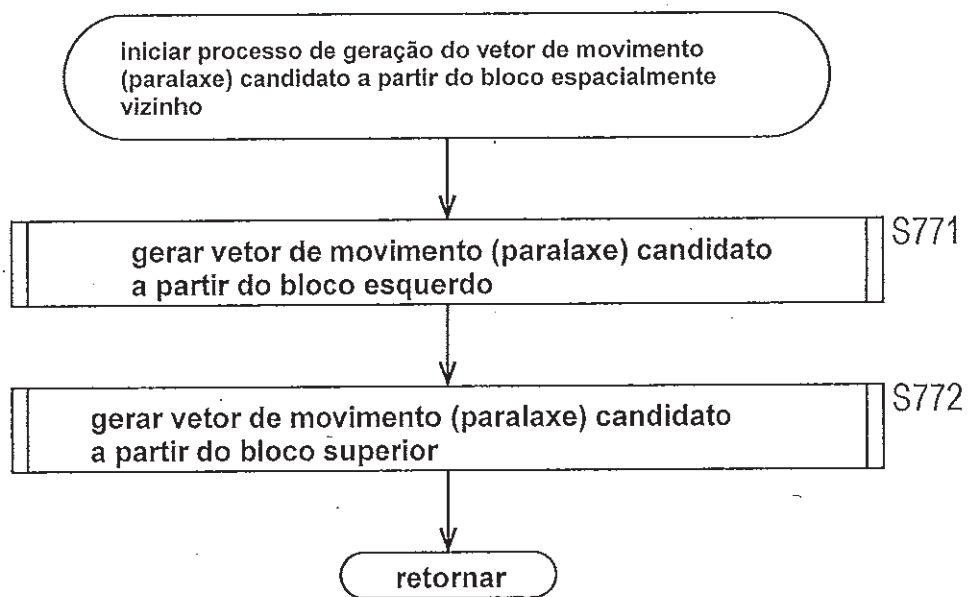 iniciar processo de geração do vetor de movimento
(paralaxe) candidato a partir do bloco espacialmente
vizinho
gerar vetor de movimento (paralaxe) candidato
a partir do bloco esquerdo
S771
gerar vetor de movimento (paralaxe) candidato
a partir do bloco superior
S772
retornar